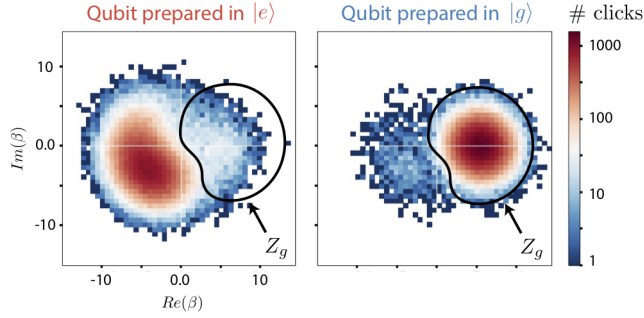 Qubit prepared in |e⟩
Qubit prepared in |g⟩
# clicks
10
0.0
-10
Im(β)
-10
0.0
10
Re(β)
Z_g
Z_g
1000
100
10
1